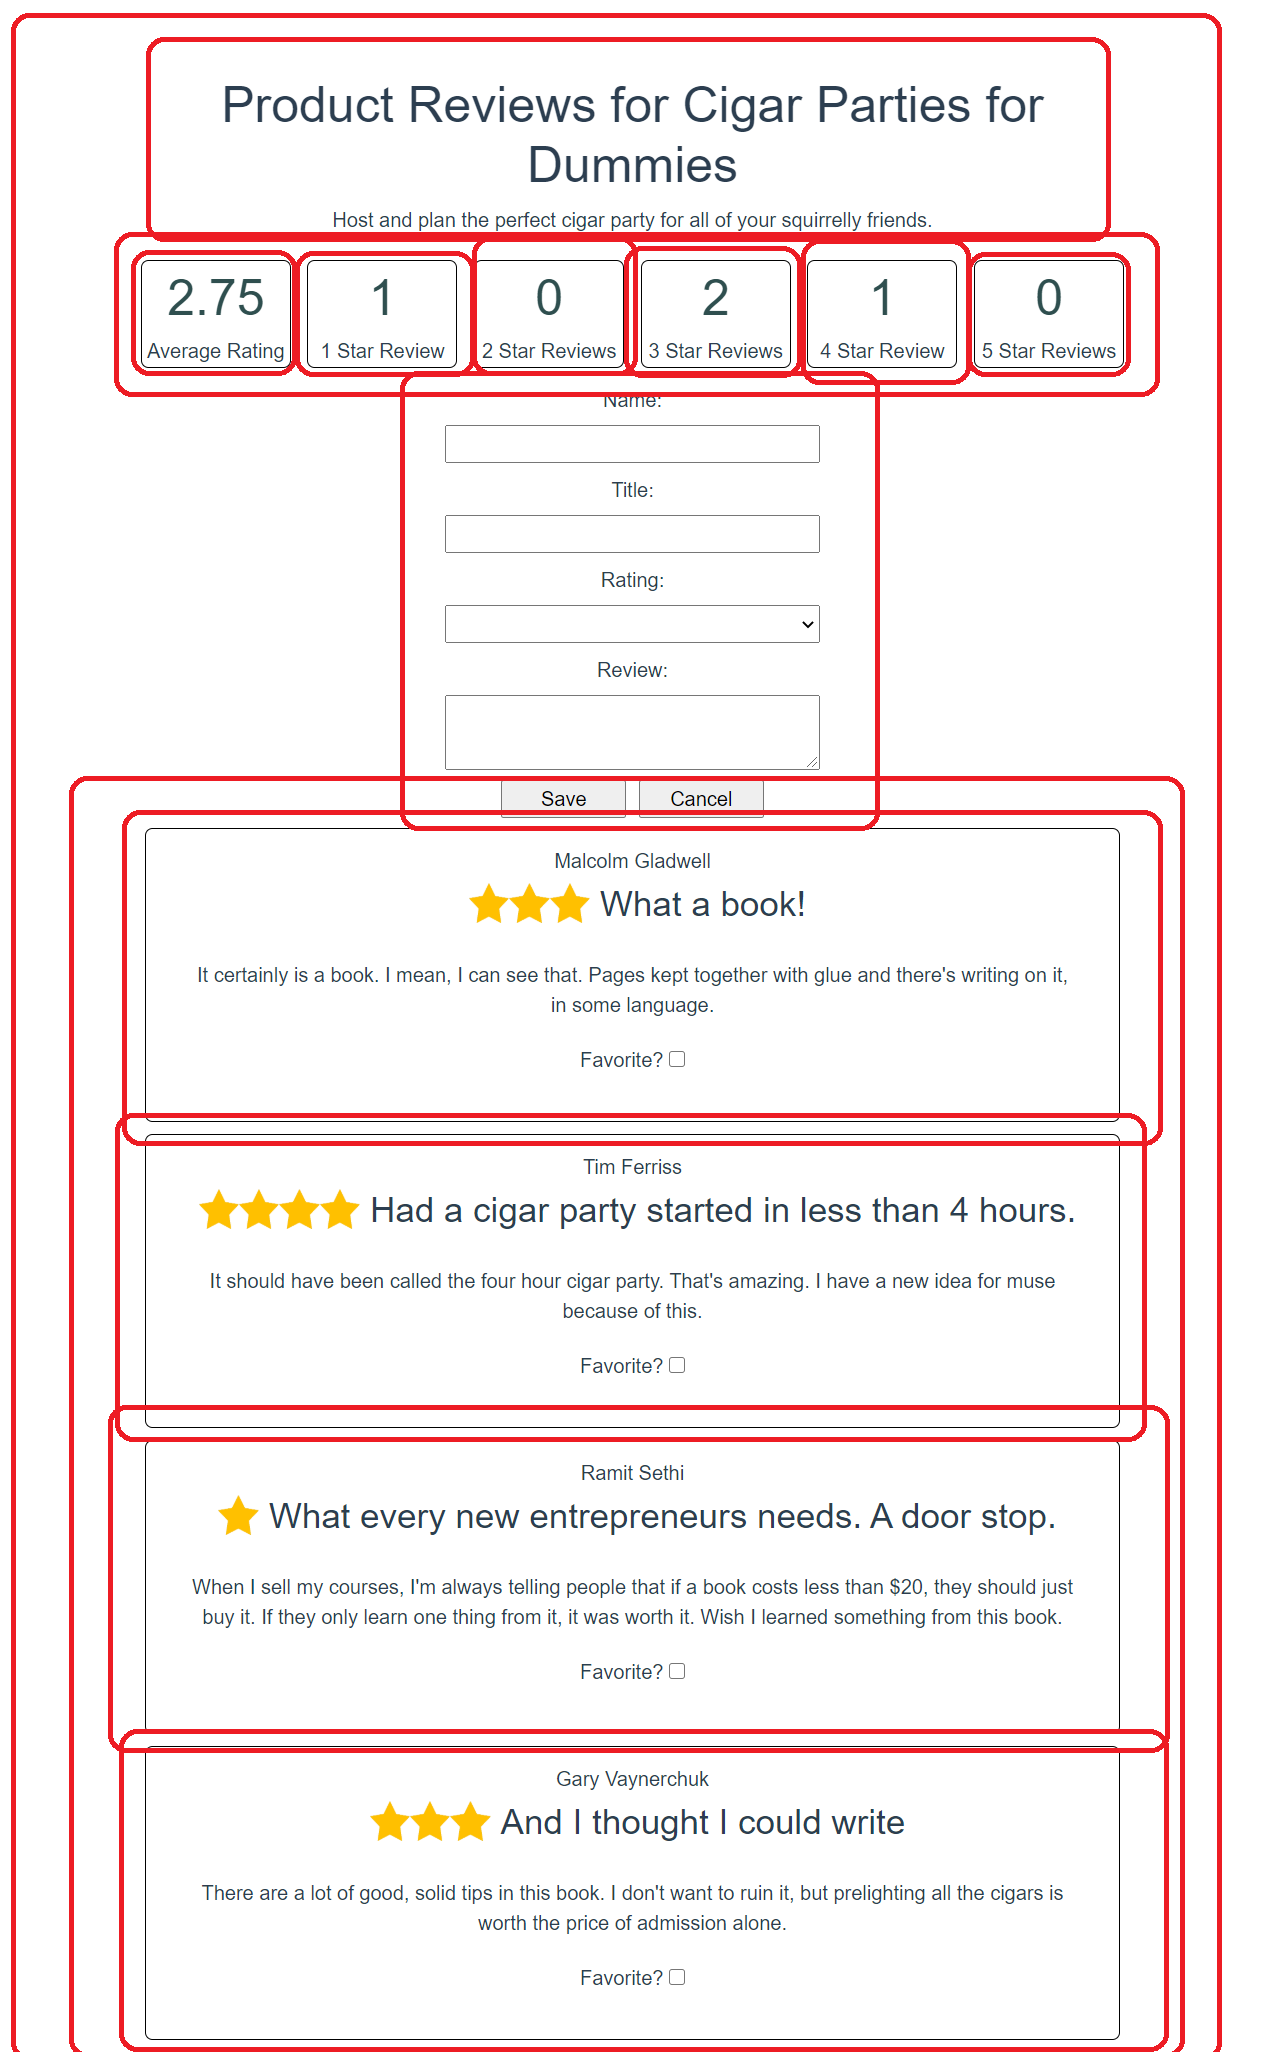 Product Reviews for Cigar Parties for
Dummies
Host and plan the perfect cigar party for all of your squirrelly friends.
2.75
Average Rating
1
1 Star Review
0
2 Star Reviews
2
3 Star Reviews
1
4 Star Review
0
5 Star Reviews
Name:
Title:
Rating:
Review:
Save
Cancel
Malcolm Gladwell
What a book!
It certainly is a book. I mean, I can see that. Pages kept together with glue and there's writing on it,
in some language.
Favorite?
Tim Ferriss
Had a cigar party started in less than 4 hours.
It should have been called the four hour cigar party. That's amazing. I have a new idea for muse
because of this.
Favorite?
Ramit Sethi
What every new entrepreneurs needs. A door stop.
When I sell my courses, I'm always telling people that if a book costs less than $20, they should just
buy it. If they only learn one thing from it, it was worth it. Wish I learned something from this book.
Favorite?
Gary Vaynerchuk
And I thought I could write
There are a lot of good, solid tips in this book. I don't want to ruin it, but prelighting all the cigars is
worth the price of admission alone.
Favorite?